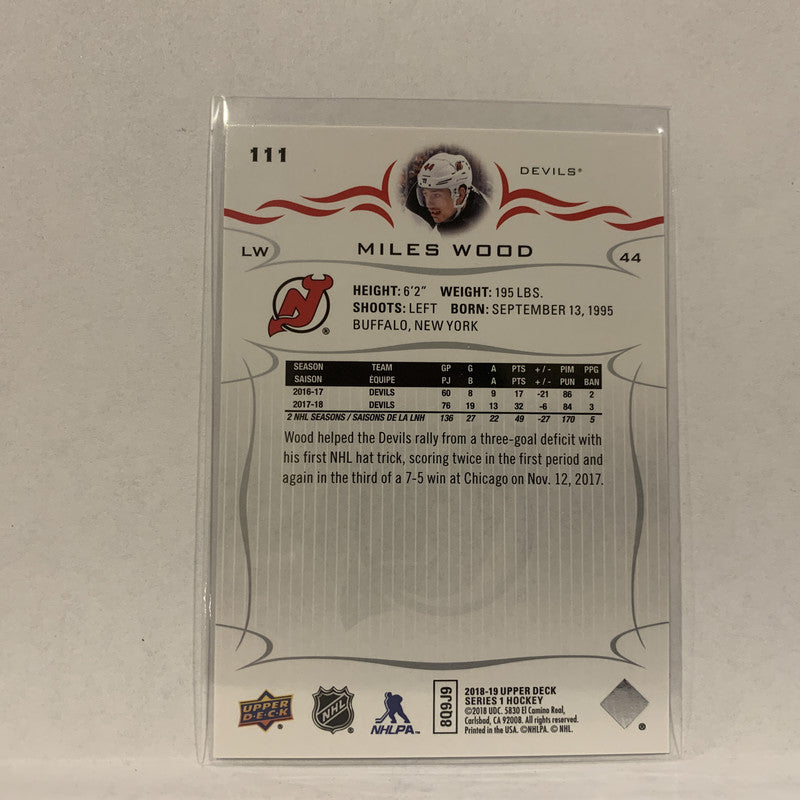 111
44
DEVILS®
LW
MILES WOOD
44
HEIGHT: 6'2" WEIGHT: 195 LBS.
SHOOTS: LEFT BORN: SEPTEMBER 13, 1995
BUFFALO, NEW YORK
®
SEASON TEAM GP G A PTS +/- PIM PPG
SAISON ÉQUIPE PJ B A PTS +/- PUN BAN
2016-17 DEVILS 60 8 9 17 -21 86 2
2017-18 DEVILS 76 19 13 32 -6 84 3
2 NHL SEASONS / SAISONS DE LA LNH 136 27 22 49 -27 170 5
Wood helped the Devils rally from a three-goal deficit with
his first NHL hat trick, scoring twice in the first period and
again in the third of a 7-5 win at Chicago on Nov. 12, 2017.
UPPER
D·E·C·K
NHL
®
NHLPA
8Q9J9
2018-19 UPPER DECK
SERIES 1 HOCKEY
©2018 UDC. 5830 El Camino Real,
Carlsbad, CA 92008. All rights reserved.
Printed in the USA. ©NHLPA. © NHL.
®